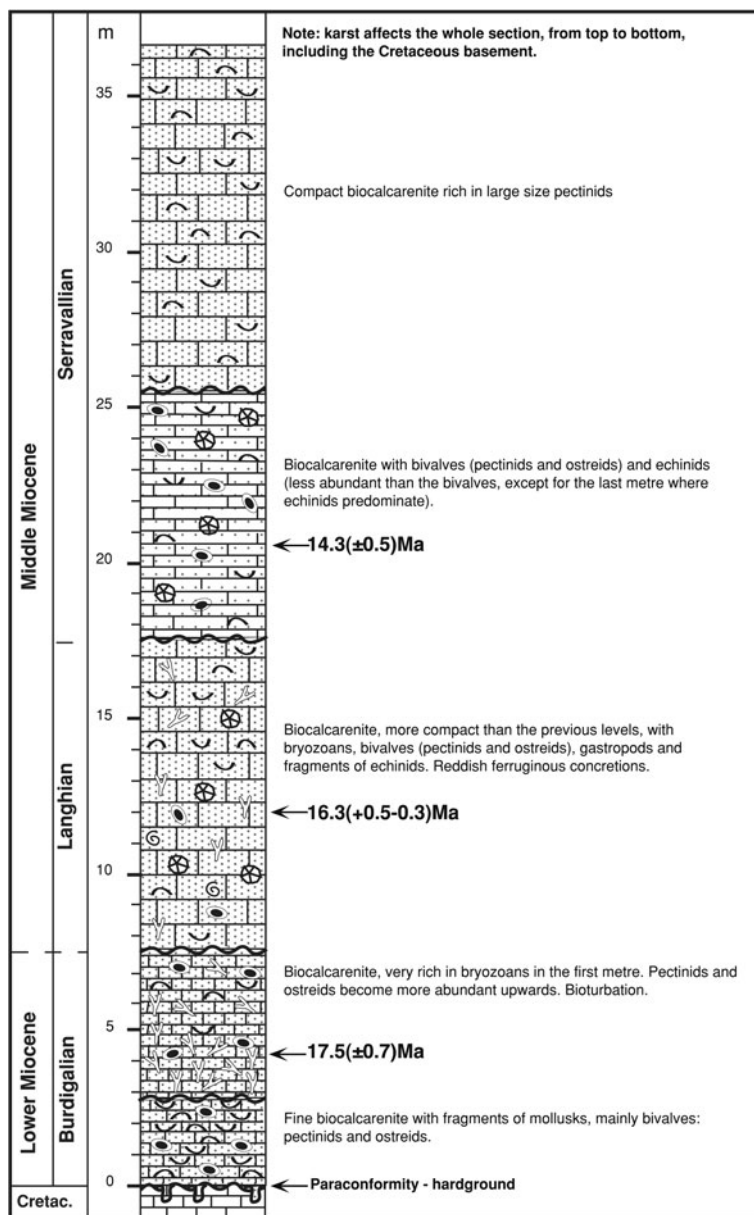 m
Note: karst affects the whole section, from top to bottom,
including the Cretaceous basement.
35
Compact biocalcarenite rich in large size pectinids
30
Serravallian
25
Biocalcarenite with bivalves (pectinids and ostreids) and echinids
(less abundant than the bivalves, except for the last metre where
echinids predominate).
Middle Miocene
14.3(±0.5)Ma
20
15
Biocalcarenite, more compact than the previous levels, with
bryozoans, bivalves (pectinids and ostreids), gastropods and
fragments of echinids. Reddish ferruginous concretions.
Langhian
16.3(+0.5-0.3)Ma
10
Biocalcarenite, very rich in bryozoans in the first metre. Pectinids and
ostreids become more abundant upwards. Bioturbation.
5
17.5(±0.7)Ma
Lower Miocene
Burdigalian
Fine biocalcarenite with fragments of mollusks, mainly bivalves:
pectinids and ostreids.
0
Paraconformity - hardground
Cretac.